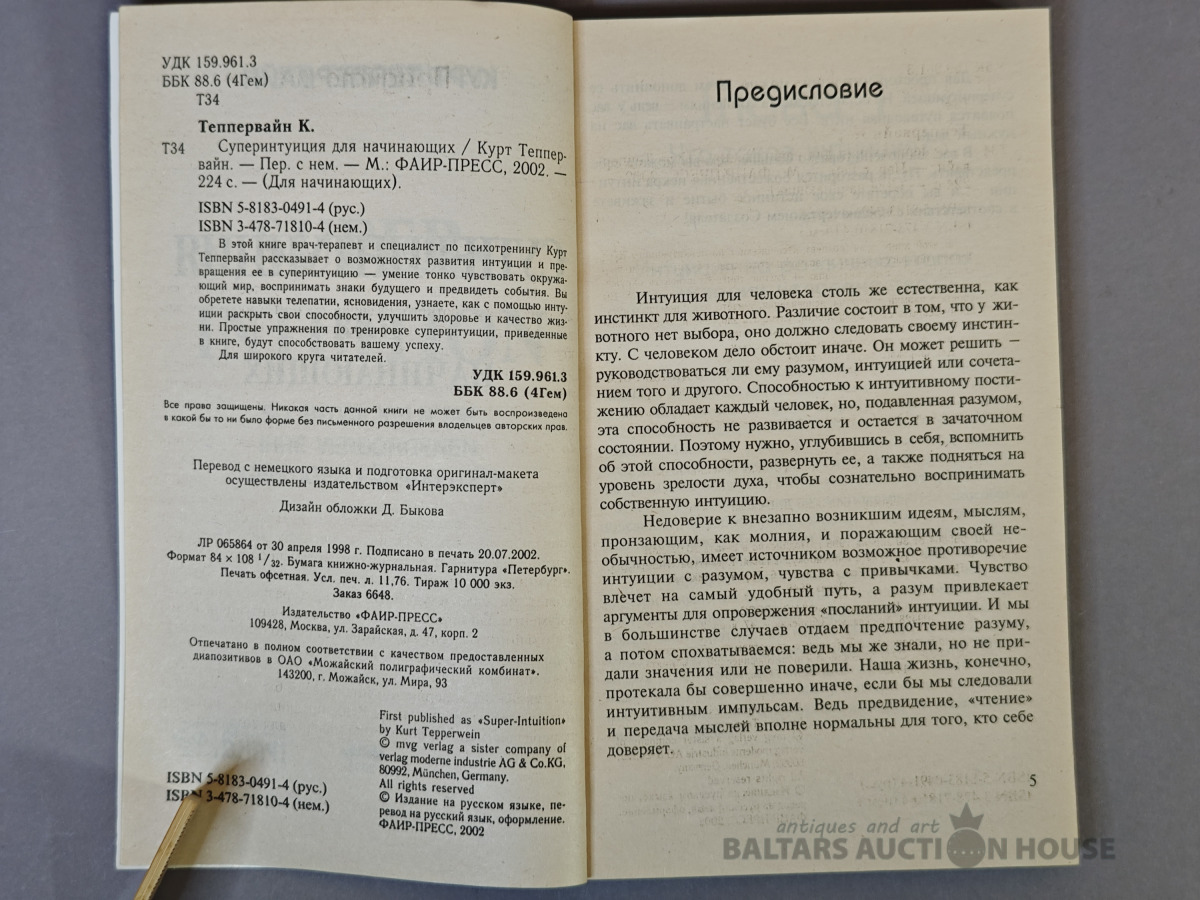 УДК 159.961.3
ББК 88.6 (4Гем)
Т34
Теппервайн К.
Т34 Суперинтуиция для начинающих / Курт Теппер-
вайн. — Пер. с нем. — М.: ФАИР-ПРЕСС, 2002. —
224 с. — (Для начинающих).
ISBN 5-8183-0491-4 (рус.)
ISBN 3-478-71810-4 (нем.)
В этой книге врач-терапевт и специалист по психотренингу Курт
Теппервайн рассказывает о возможностях развития интуиции и пре-
вращения ее в суперинтуицию — умение тонко чувствовать окружа-
ющий мир, воспринимать знаки будущего и предвидеть события. Вы
обретете навыки телепатии, ясновидения, узнаете, как с помощью инту-
иции раскрыть свои способности, улучшить здоровье и качество жиз-
ни. Простые упражнения по тренировке суперинтуиции, приведенные
в книге, будут способствовать вашему успеху.
Для широкого круга читателей.
УДК 159.961.3
ББК 88.6 (4Гем)
Все права защищены. Никакая часть данной книги не может быть воспроизведена
в какой бы то ни было форме без письменного разрешения владельцев авторских прав.
Перевод с немецкого языка и подготовка оригинал-макета
осуществлены издательством «Интерэксперт»
Дизайн обложки Д. Быкова
ЛР 065864 от 30 апреля 1998 г. Подписано в печать 20.07.2002.
Формат 84 × 108 1/32. Бумага книжно-журнальная. Гарнитура «Петербург».
Печать офсетная. Усл. печ. л. 11,76. Тираж 10 000 экз.
Заказ 6648.
Издательство «ФАИР-ПРЕСС»
109428, Москва, ул. Зарайская, д. 47, корп. 2
Отпечатано в полном соответствии с качеством предоставленных
диапозитивов в ОАО «Можайский полиграфический комбинат».
143200, г. Можайск, ул. Мира, 93
First published as «Super-Intuition»
by Kurt Tepperwein
© mvg verlag a sister company of
verlag moderne industrie AG & Co.KG,
80992, München, Germany.
All rights reserved
© Издание на русском языке, пе-
ревод на русский язык, оформление.
ФАИР-ПРЕСС, 2002
ISBN 5-8183-0491-4 (рус.)
ISBN 3-478-71810-4 (нем.)
Предисловие
Интуиция для человека столь же естественна, как
инстинкт для животного. Различие состоит в том, что у жи-
вотного нет выбора, оно должно следовать своему инстин-
кту. С человеком дело обстоит иначе. Он может решить —
руководствоваться ли ему разумом, интуицией или сочета-
нием того и другого. Способностью к интуитивному пости-
жению обладает каждый человек, но, подавленная разумом,
эта способность не развивается и остается в зачаточном
состоянии. Поэтому нужно, углубившись в себя, вспомнить
об этой способности, развернуть ее, а также подняться на
уровень зрелости духа, чтобы сознательно воспринимать
собственную интуицию.
Недоверие к внезапно возникшим идеям, мыслям,
пронзающим, как молния, и поражающим своей не-
обычностью, имеет источником возможное противоречие
интуиции с разумом, чувства с привычками. Чувство
влечет на самый удобный путь, а разум привлекает
аргументы для опровержения «посланий» интуиции. И мы
в большинстве случаев отдаем предпочтение разуму,
а потом спохватываемся: ведь мы же знали, но не при-
дали значения или не поверили. Наша жизнь, конечно,
протекала бы совершенно иначе, если бы мы следовали
интуитивным импульсам. Ведь предвидение, «чтение»
и передача мыслей вполне нормальны для того, кто себе
доверяет.
5
antiques and art
BALTARS AUCTION HOUSE